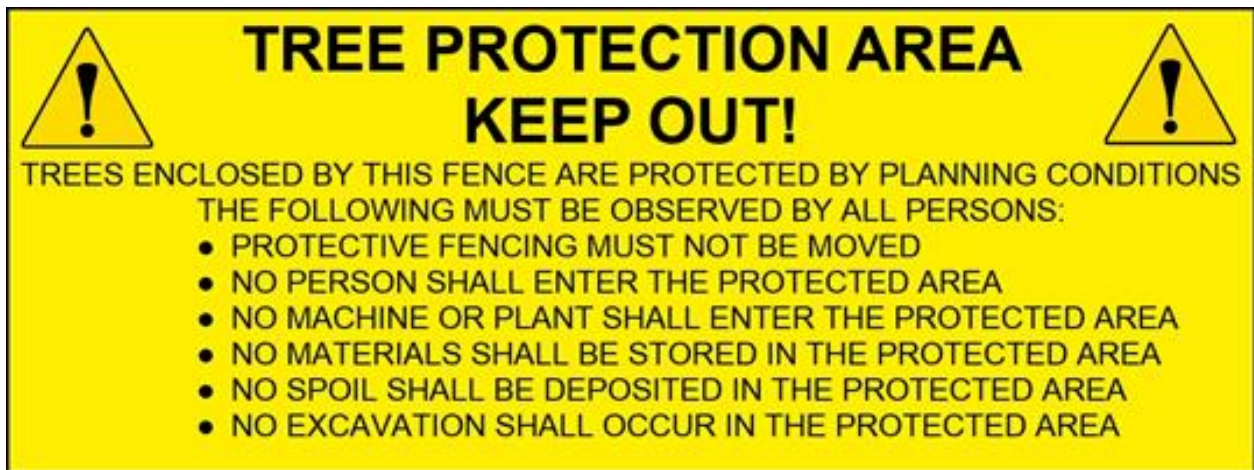 TREE PROTECTION AREA
KEEP OUT!
TREES ENCLOSED BY THIS FENCE ARE PROTECTED BY PLANNING CONDITIONS
THE FOLLOWING MUST BE OBSERVED BY ALL PERSONS:
● PROTECTIVE FENCING MUST NOT BE MOVED
● NO PERSON SHALL ENTER THE PROTECTED AREA
● NO MACHINE OR PLANT SHALL ENTER THE PROTECTED AREA
● NO MATERIALS SHALL BE STORED IN THE PROTECTED AREA
● NO SPOIL SHALL BE DEPOSITED IN THE PROTECTED AREA
● NO EXCAVATION SHALL OCCUR IN THE PROTECTED AREA